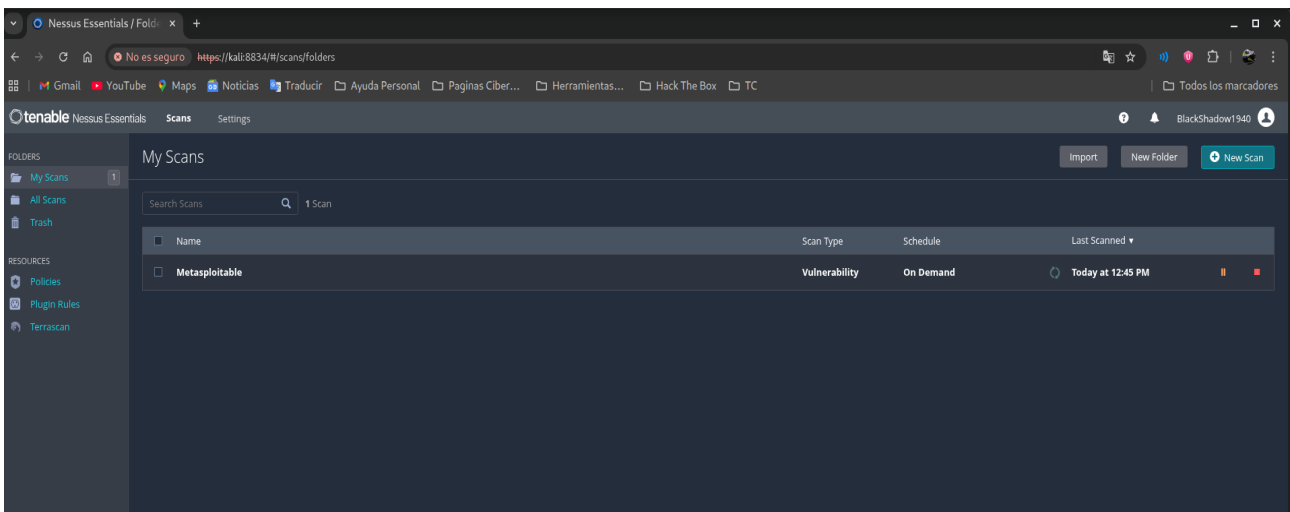 Nessus Essentials / Folde
No es seguro https://kali:8834/#/scans/folders
Gmail YouTube Maps Noticias Traducir Ayuda Personal Paginas Ciber... Herramientas... Hack The Box TC Todos los marcadores
tenable Nessus Essentials Scans Settings BlackShadow1940
FOLDERS
My Scans 1
All Scans
Trash
RESOURCES
Policies
Plugin Rules
Terrascan
My Scans Import New Folder New Scan
Search Scans 1 Scan
Name Scan Type Schedule Last Scanned
Metasploitable Vulnerability On Demand Today at 12:45 PM